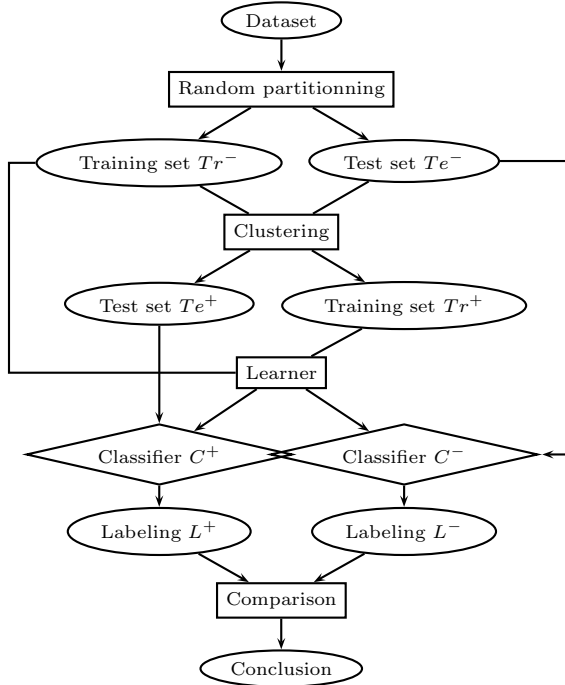 Dataset
Random partitionning
Training set Tr⁻
Test set Te⁻
Clustering
Test set Te⁺
Training set Tr⁺
Learner
Classifier C⁺
Classifier C⁻
Labeling L⁺
Labeling L⁻
Comparison
Conclusion